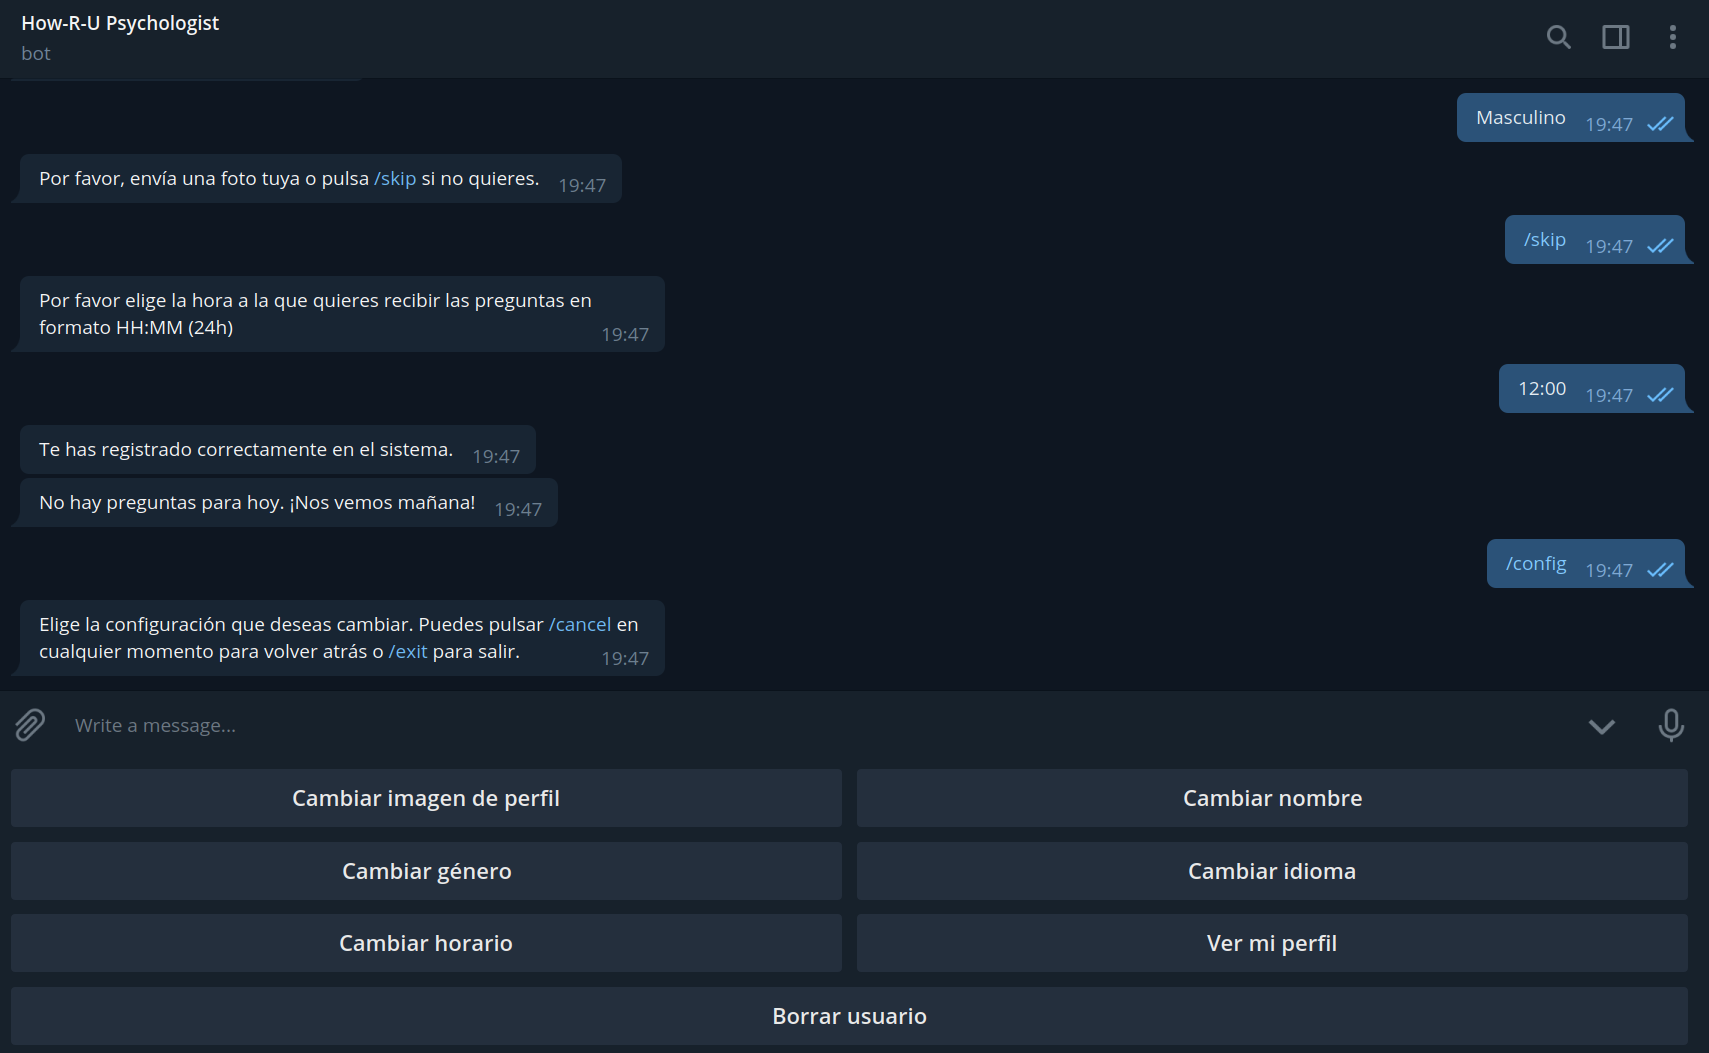 How-R-U Psychologist
bot
Masculino 19:47
Por favor, envía una foto tuya o pulsa /skip si no quieres. 19:47
/skip 19:47
Por favor elige la hora a la que quieres recibir las preguntas en
formato HH:MM (24h) 19:47
12:00 19:47
Te has registrado correctamente en el sistema. 19:47
No hay preguntas para hoy. ¡Nos vemos mañana! 19:47
/config 19:47
Elige la configuración que deseas cambiar. Puedes pulsar /cancel en
cualquier momento para volver atrás o /exit para salir. 19:47
Write a message...
Cambiar imagen de perfil
Cambiar nombre
Cambiar género
Cambiar idioma
Cambiar horario
Ver mi perfil
Borrar usuario